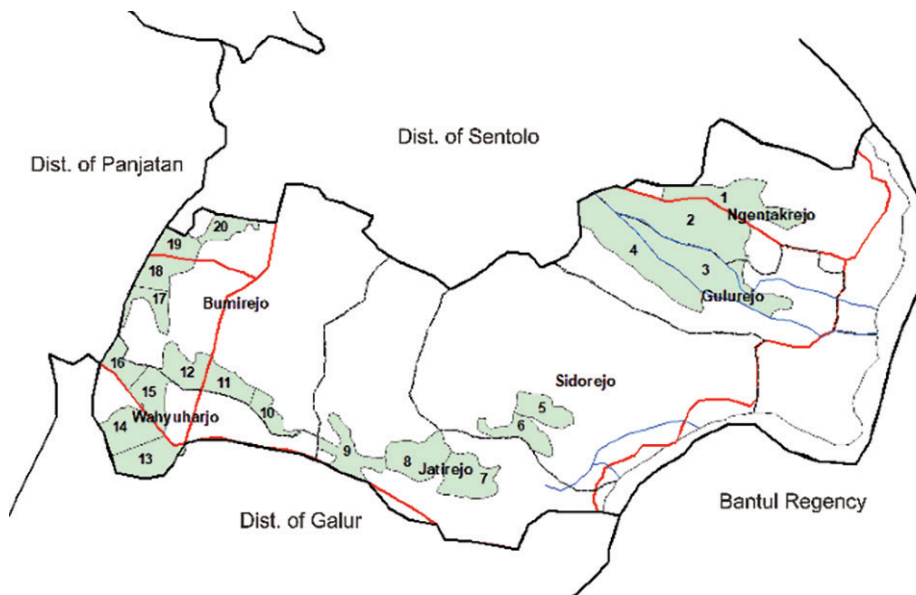 Dist. of Sentolo
Dist. of Panjatan
1
Ngentakrejo
2
20
19
4
3
18
Gulurejo
17
Bumirejo
16
12
11
Sidorejo
15
10
5
Wahyuharjo
14
6
9
8
Jatirejo
7
13
Dist. of Galur
Bantul Regency